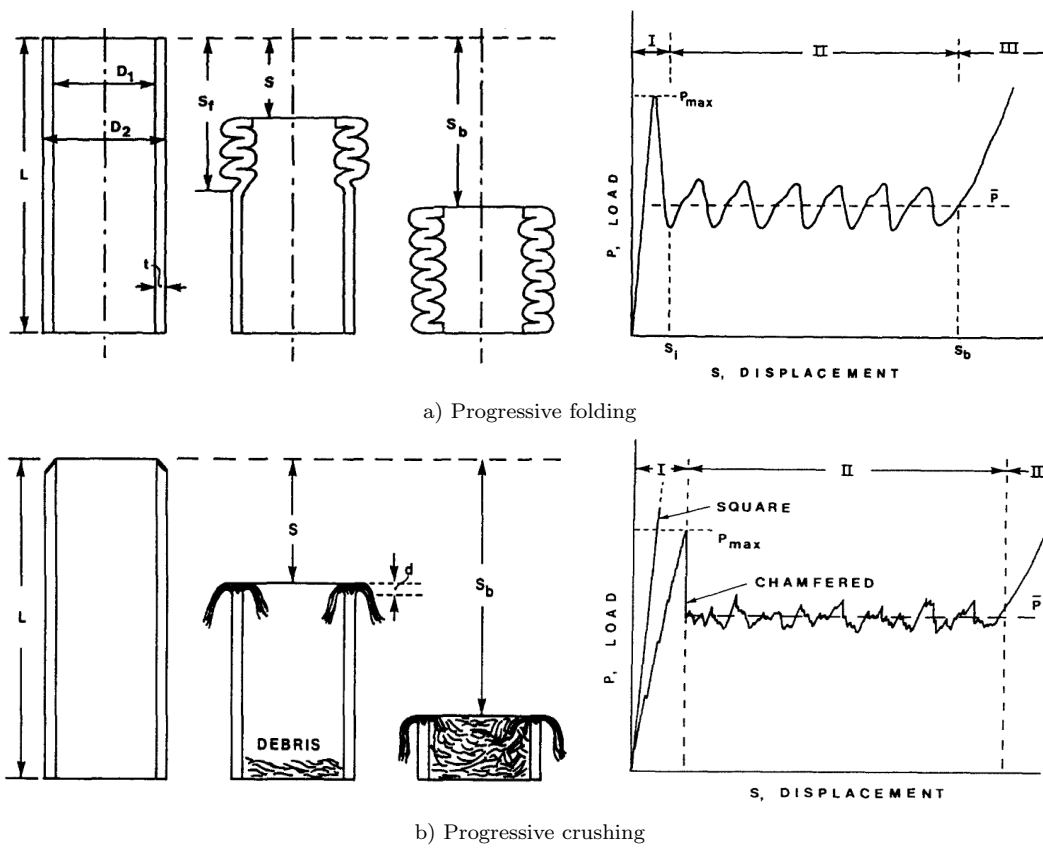 D1
D2
L
t
Sf
S
Sb
I
II
III
Pmax
P̄
P, LOAD
Si
Sb
S, DISPLACEMENT
a) Progressive folding
L
S
d
Sb
DEBRIS
I
II
III
SQUARE
Pmax
CHAMFERED
P̄
P, LOAD
S, DISPLACEMENT
b) Progressive crushing